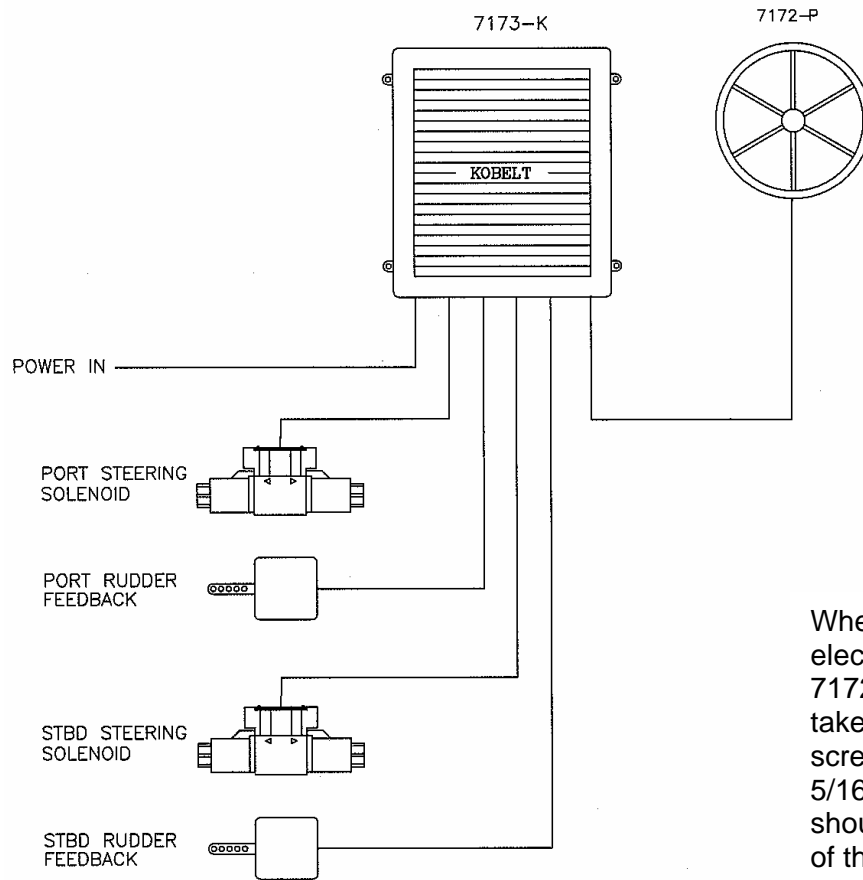 7173-K
7172-P
KOBELT
POWER IN
PORT STEERING
SOLENOID
PORT RUDDER
FEEDBACK
STBD STEERING
SOLENOID
STBD RUDDER
FEEDBACK
Whe
elec
7172
take
scre
5/16
shou
of th